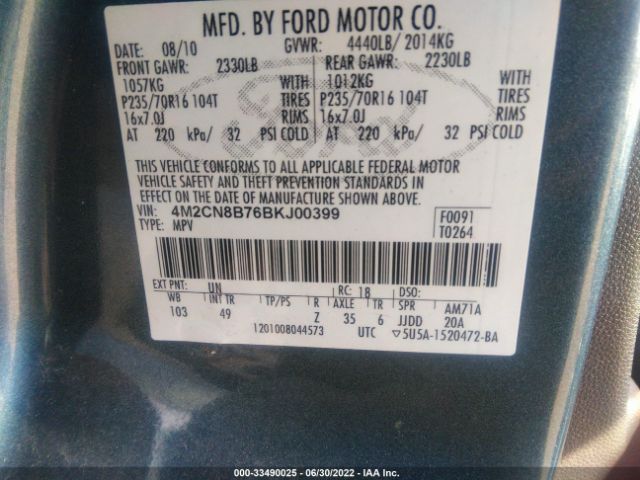 MFD. BY FORD MOTOR CO.
DATE: 08/10 GVWR: 4440LB/ 2014KG
FRONT GAWR: 2330LB REAR GAWR: 2230LB
1057KG WITH 1012KG WITH
P235/70R16 104T TIRES P235/70R16 104T TIRES
16x7.0J RIMS 16x7.0J RIMS
AT 220 kPa/ 32 PSI COLD AT 220 kPa/ 32 PSI COLD
THIS VEHICLE CONFORMS TO ALL APPLICABLE FEDERAL MOTOR
VEHICLE SAFETY AND THEFT PREVENTION STANDARDS IN
EFFECT ON THE DATE OF MANUFACTURE SHOWN ABOVE.
VIN: 4M2CN8B76BKJ00399 F0091
TYPE: MPV T0264
EXT PNT: UN RC: 18 DSO:
WB INT TR TP/PS R AXLE TR SPR AM71A
103 49 Z 35 6 JJDD 20A
1201008044573 UTC ▽5U5A-1520472-BA
000-33490025 - 06/30/2022 - IAA Inc.